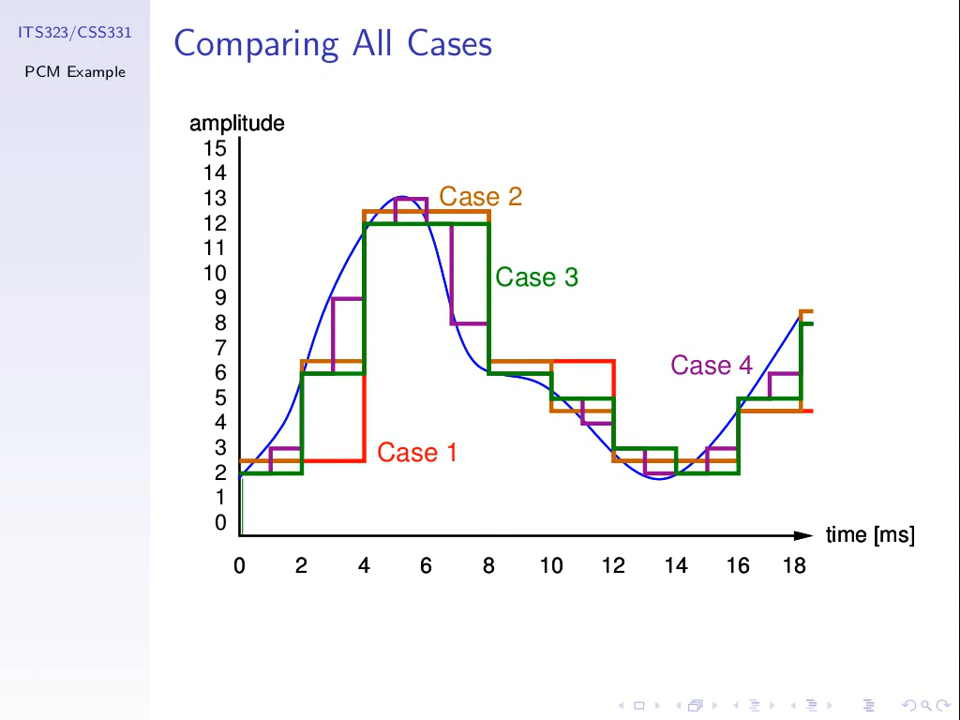 ITS323/CSS331
PCM Example
Comparing All Cases
amplitude
15
14
13
12
11
10
9
8
7
6
5
4
3
2
1
0
Case 2
Case 3
Case 4
Case 1
time [ms]
0 2 4 6 8 10 12 14 16 18